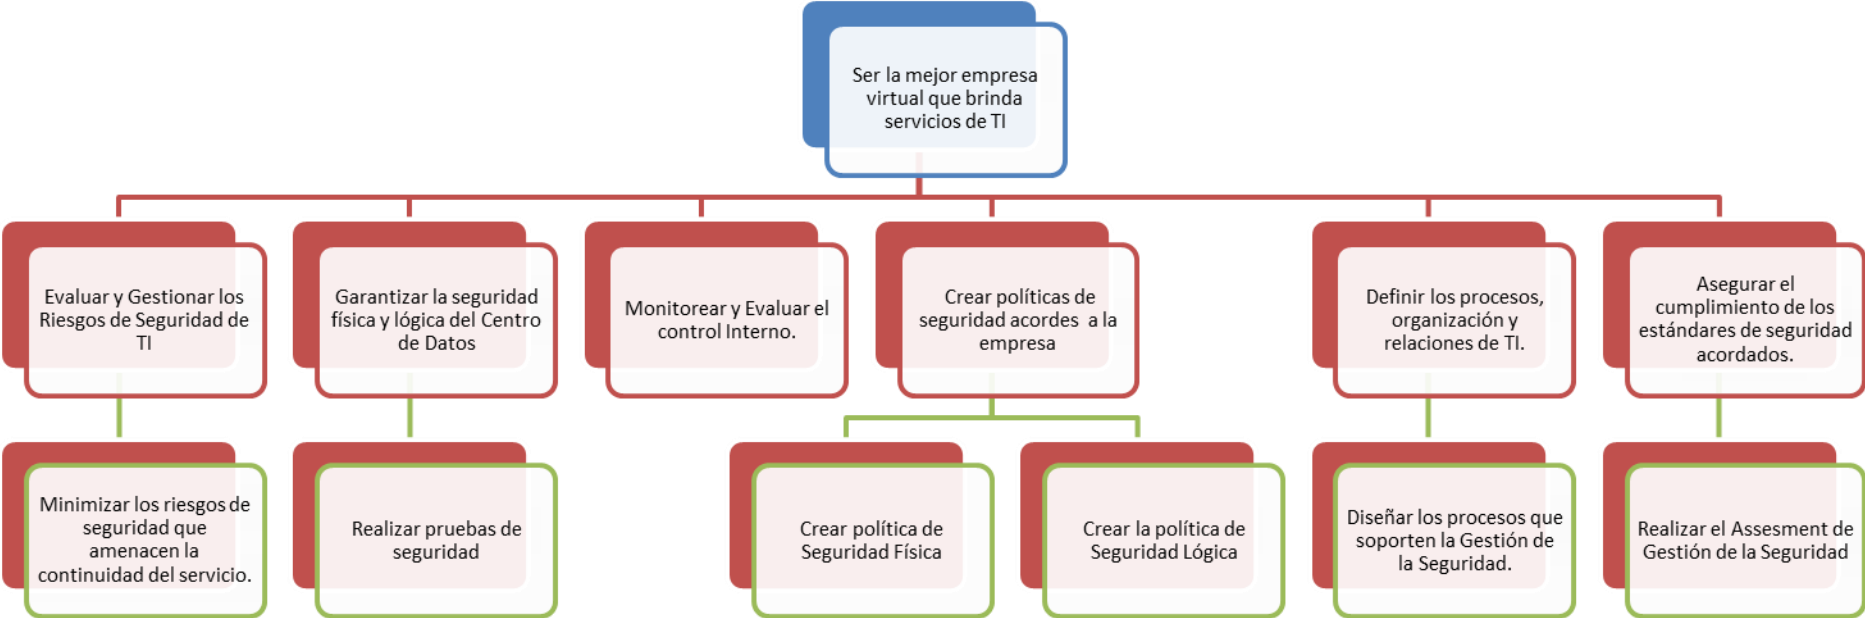 Ser la mejor empresa
virtual que brinda
servicios de TI
Evaluar y Gestionar los
Riesgos de Seguridad de
TI
Garantizar la seguridad
física y lógica del Centro
de Datos
Monitorear y Evaluar el
control Interno.
Crear políticas de
seguridad acordes a la
empresa
Definir los procesos,
organización y
relaciones de TI.
Asegurar el
cumplimiento de los
estándares de seguridad
acordados.
Minimizar los riesgos de
seguridad que
amenacen la
continuidad del servicio.
Realizar pruebas de
seguridad
Crear política de
Seguridad Física
Crear la política de
Seguridad Lógica
Diseñar los procesos que
soporten la Gestión de
la Seguridad.
Realizar el Assesment de
Gestión de la Seguridad